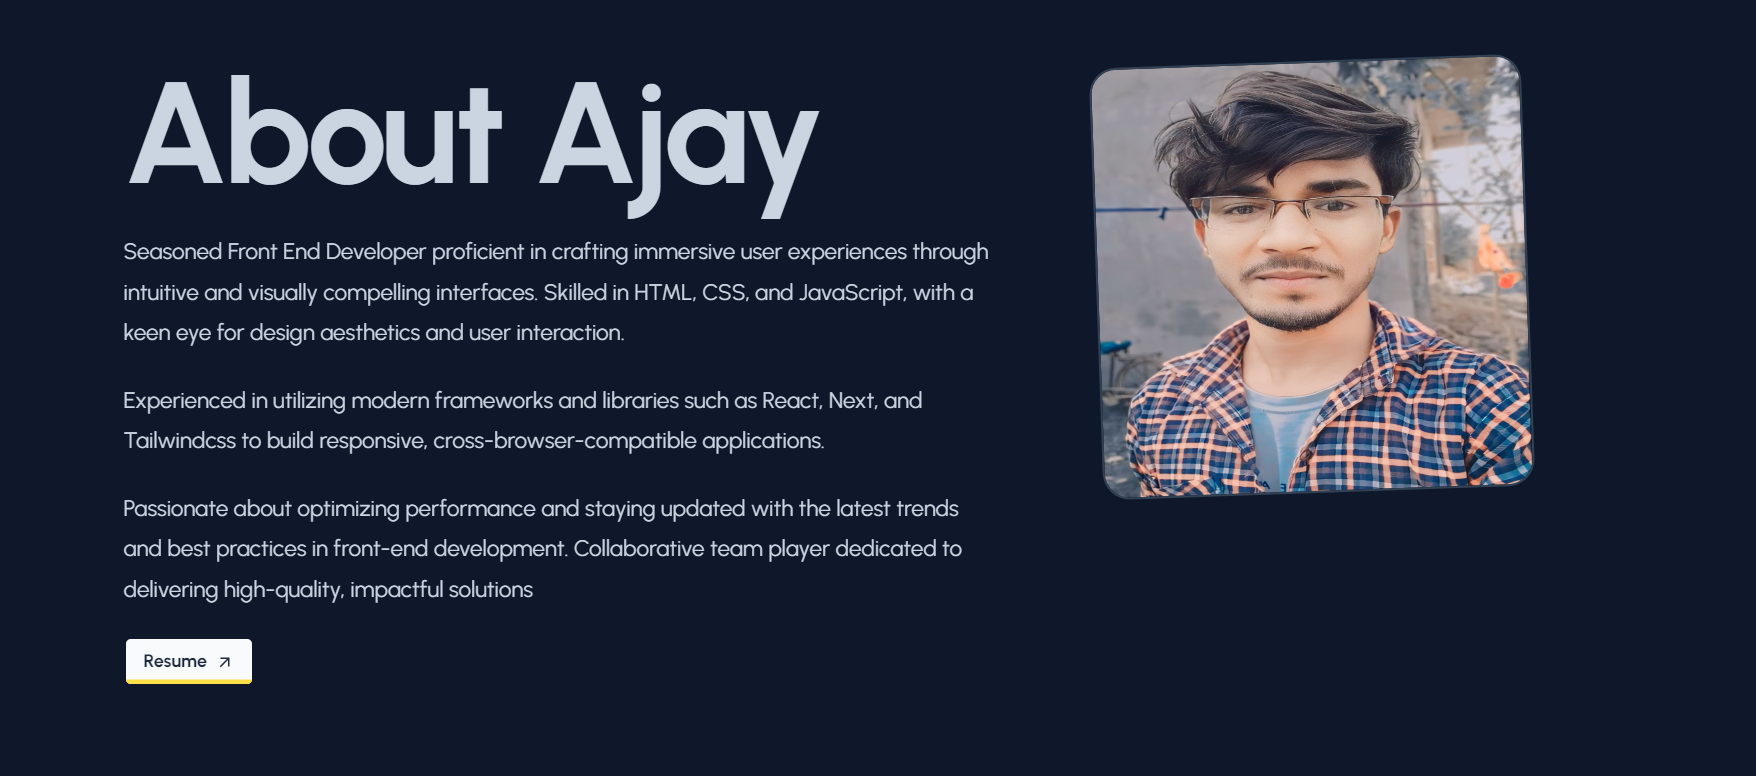 About Ajay
Seasoned Front End Developer proficient in crafting immersive user experiences through
intuitive and visually compelling interfaces. Skilled in HTML, CSS, and JavaScript, with a
keen eye for design aesthetics and user interaction.
Experienced in utilizing modern frameworks and libraries such as React, Next, and
Tailwindcss to build responsive, cross-browser-compatible applications.
Passionate about optimizing performance and staying updated with the latest trends
and best practices in front-end development. Collaborative team player dedicated to
delivering high-quality, impactful solutions
Resume